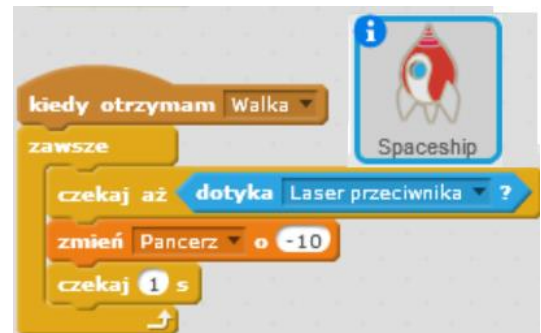 kiedy otrzymam Walka
zawsze
czekaj aż dotyka Laser przeciwnika ?
zmień Pancerz o -10
czekaj 1 s
i
Spaceship